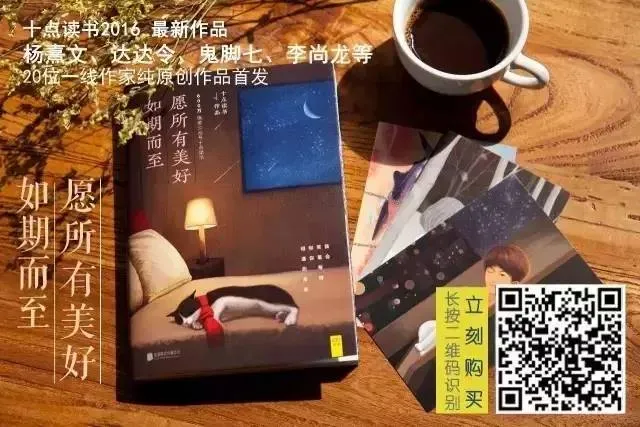 十点读书2016 最新作品
杨熹文、达达令、鬼脚七、李尚龙等
20位一线作家纯原创作品首发
十点读书
作品
愿所有美好
如期而至
愿所有美好
如期而至
立刻购买
长按二维码识别